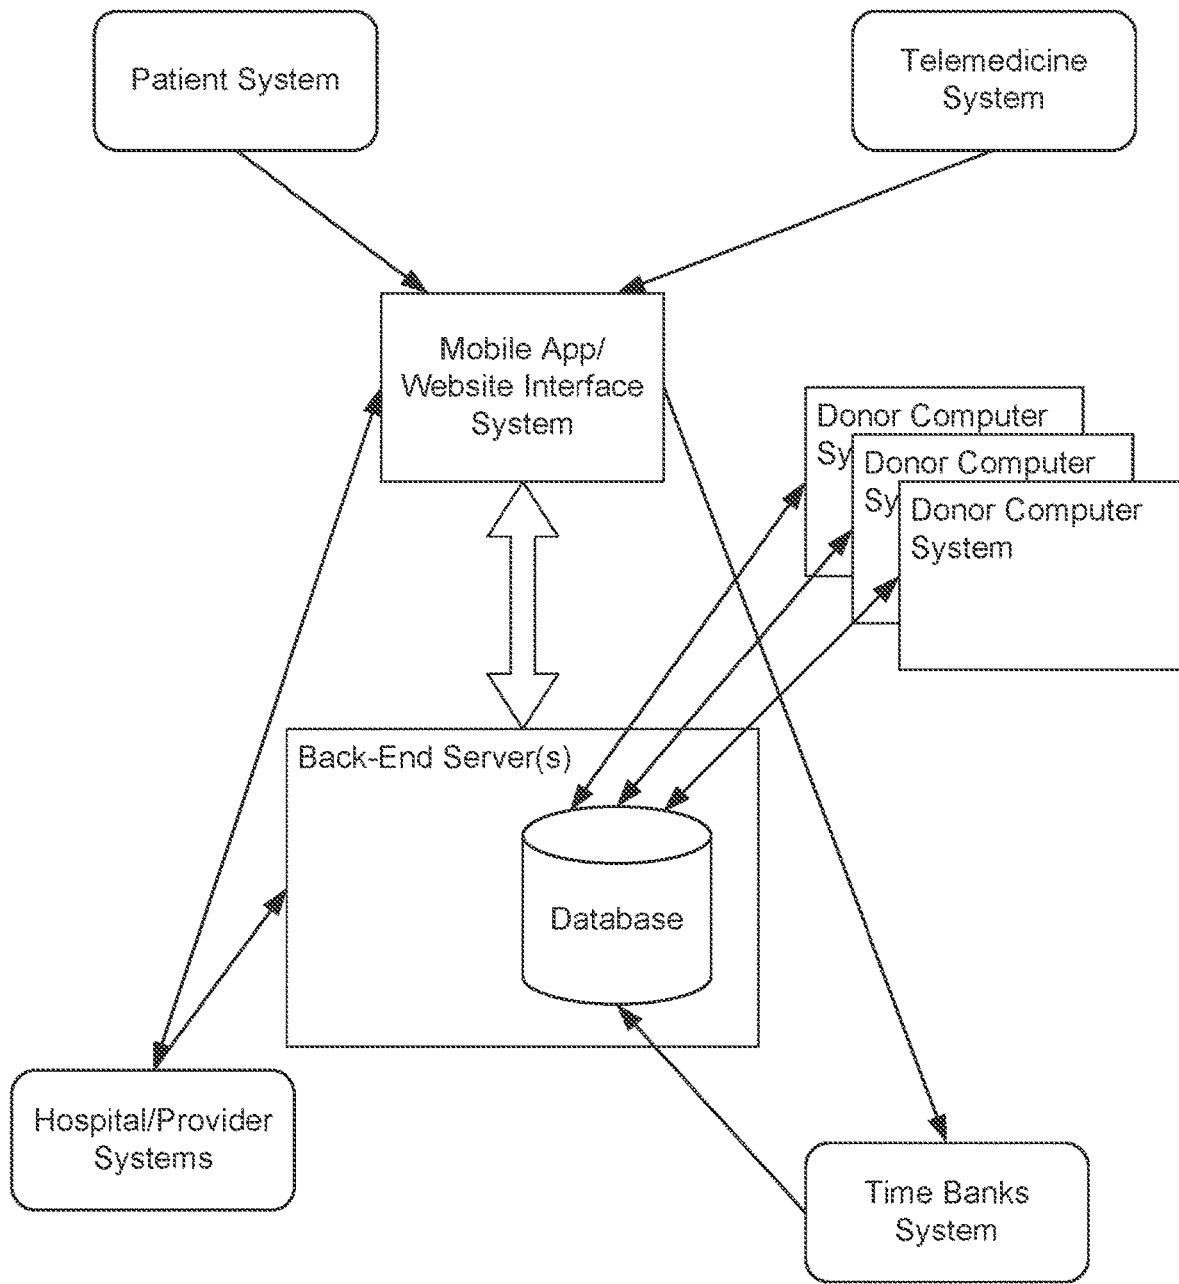 Patient System
Telemedicine
System
Mobile App/
Website Interface
System
Donor Computer
Sy
Donor Computer
Sy
Donor Computer
System
Back-End Server(s)
Database
Hospital/Provider
Systems
Time Banks
System